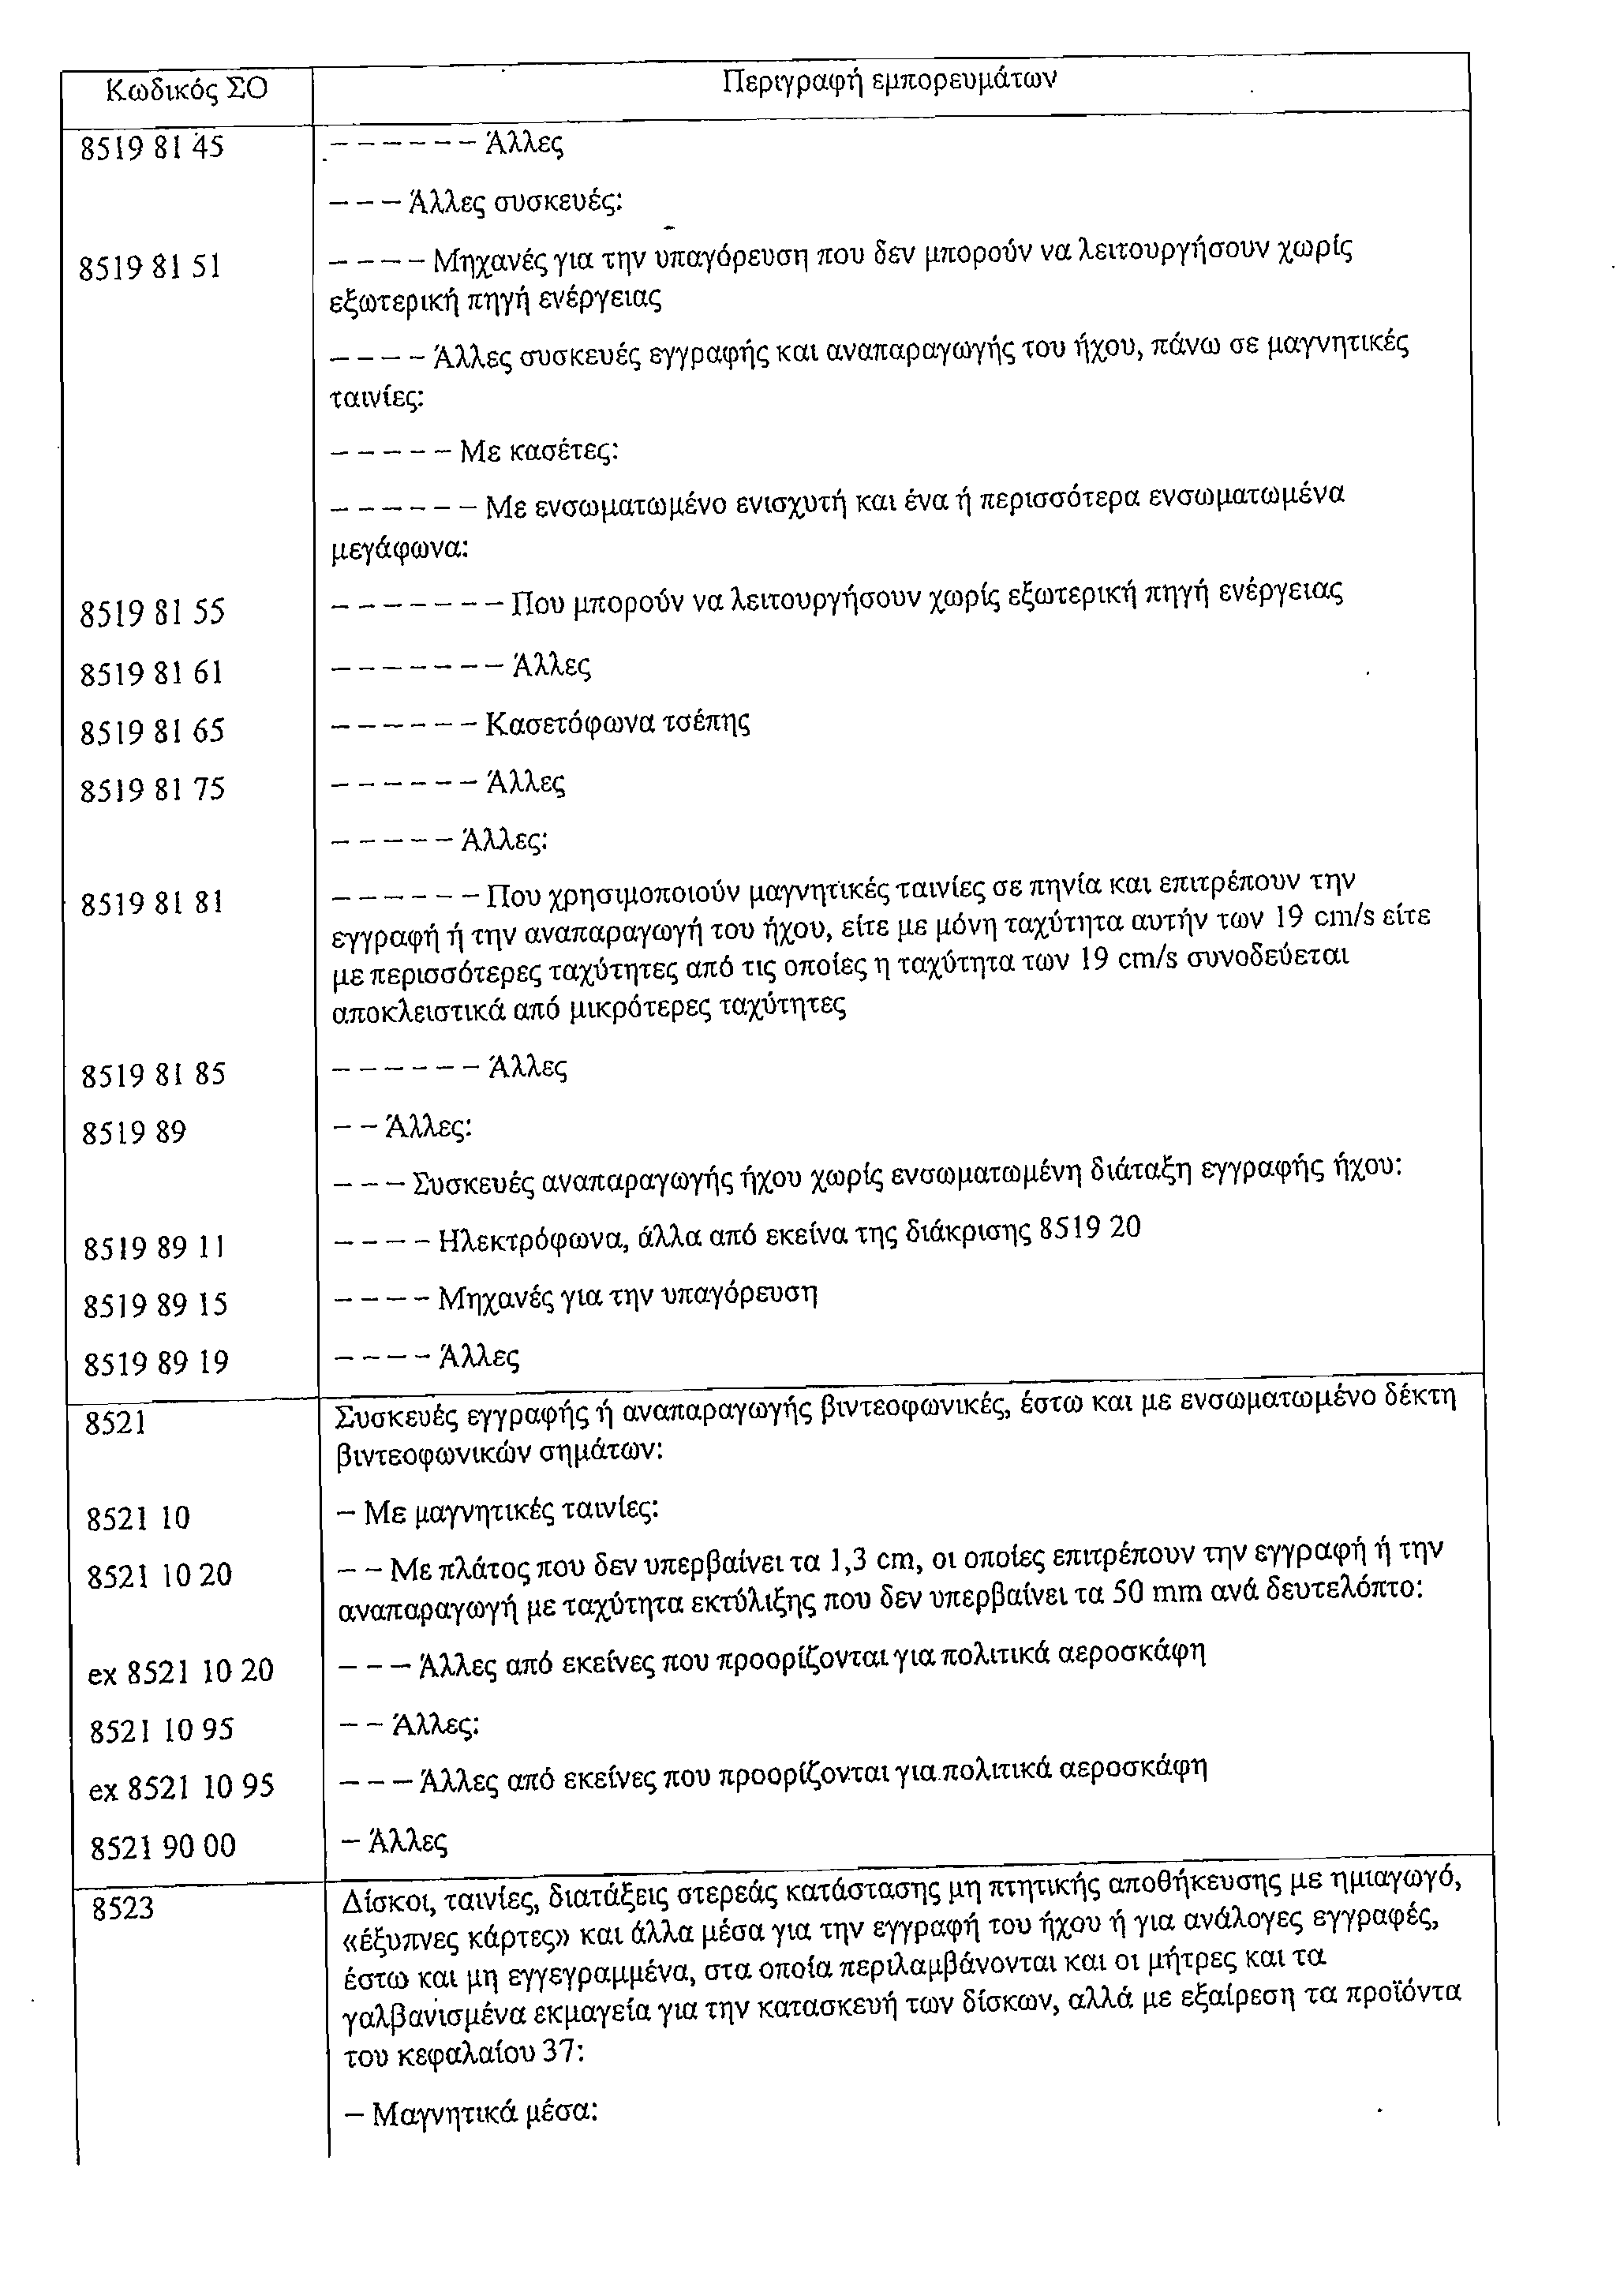 Κωδικός ΣΟ
Περιγραφή εμπορευμάτων
8519 81 45
– – – – – – Άλλες
– – – Άλλες συσκευές:
8519 81 51
– – – – Μηχανές για την υπαγόρευση που δεν μπορούν να λειτουργήσουν χωρίς
εξωτερική πηγή ενέργειας
– – – – Άλλες συσκευές εγγραφής και αναπαραγωγής του ήχου, πάνω σε μαγνητικές
ταινίες:
– – – – – Με κασέτες:
– – – – – – Με ενσωματωμένο ενισχυτή και ένα ή περισσότερα ενσωματωμένα
μεγάφωνα:
8519 81 55
– – – – – – – Που μπορούν να λειτουργήσουν χωρίς εξωτερική πηγή ενέργειας
8519 81 61
– – – – – – – Άλλες
8519 81 65
– – – – – – Κασετόφωνα τσέπης
8519 81 75
– – – – – – Άλλες
– – – – – Άλλες:
8519 81 81
– – – – – – Που χρησιμοποιούν μαγνητικές ταινίες σε πηνία και επιτρέπουν την
εγγραφή ή την αναπαραγωγή του ήχου, είτε με μόνη ταχύτητα αυτήν των 19 cm/s είτε
με περισσότερες ταχύτητες από τις οποίες η ταχύτητα των 19 cm/s συνοδεύεται
αποκλειστικά από μικρότερες ταχύτητες
8519 81 85
– – – – – – Άλλες
8519 89
– – Άλλες:
– – – Συσκευές αναπαραγωγής ήχου χωρίς ενσωματωμένη διάταξη εγγραφής ήχου:
8519 89 11
– – – – Ηλεκτρόφωνα, άλλα από εκείνα της διάκρισης 8519 20
8519 89 15
– – – – Μηχανές για την υπαγόρευση
8519 89 19
– – – – Άλλες
8521
Συσκευές εγγραφής ή αναπαραγωγής βιντεοφωνικές, έστω και με ενσωματωμένο δέκτη
βιντεοφωνικών σημάτων:
8521 10
– Με μαγνητικές ταινίες:
8521 10 20
– – Με πλάτος που δεν υπερβαίνει τα 1,3 cm, οι οποίες επιτρέπουν την εγγραφή ή την
αναπαραγωγή με ταχύτητα εκτύλιξης που δεν υπερβαίνει τα 50 mm ανά δευτελόπτο:
ex 8521 10 20
– – – Άλλες από εκείνες που προορίζονται για πολιτικά αεροσκάφη
8521 10 95
– – Άλλες:
ex 8521 10 95
– – – Άλλες από εκείνες που προορίζονται για πολιτικά αεροσκάφη
8521 90 00
– Άλλες
8523
Δίσκοι, ταινίες, διατάξεις στερεάς κατάστασης μη πτητικής αποθήκευσης με ημιαγωγό,
«έξυπνες κάρτες» και άλλα μέσα για την εγγραφή του ήχου ή για ανάλογες εγγραφές,
έστω και μη εγγεγραμμένα, στα οποία περιλαμβάνονται και οι μήτρες και τα
γαλβανισμένα εκμαγεία για την κατασκευή των δίσκων, αλλά με εξαίρεση τα προϊόντα
του κεφαλαίου 37:
– Μαγνητικά μέσα: